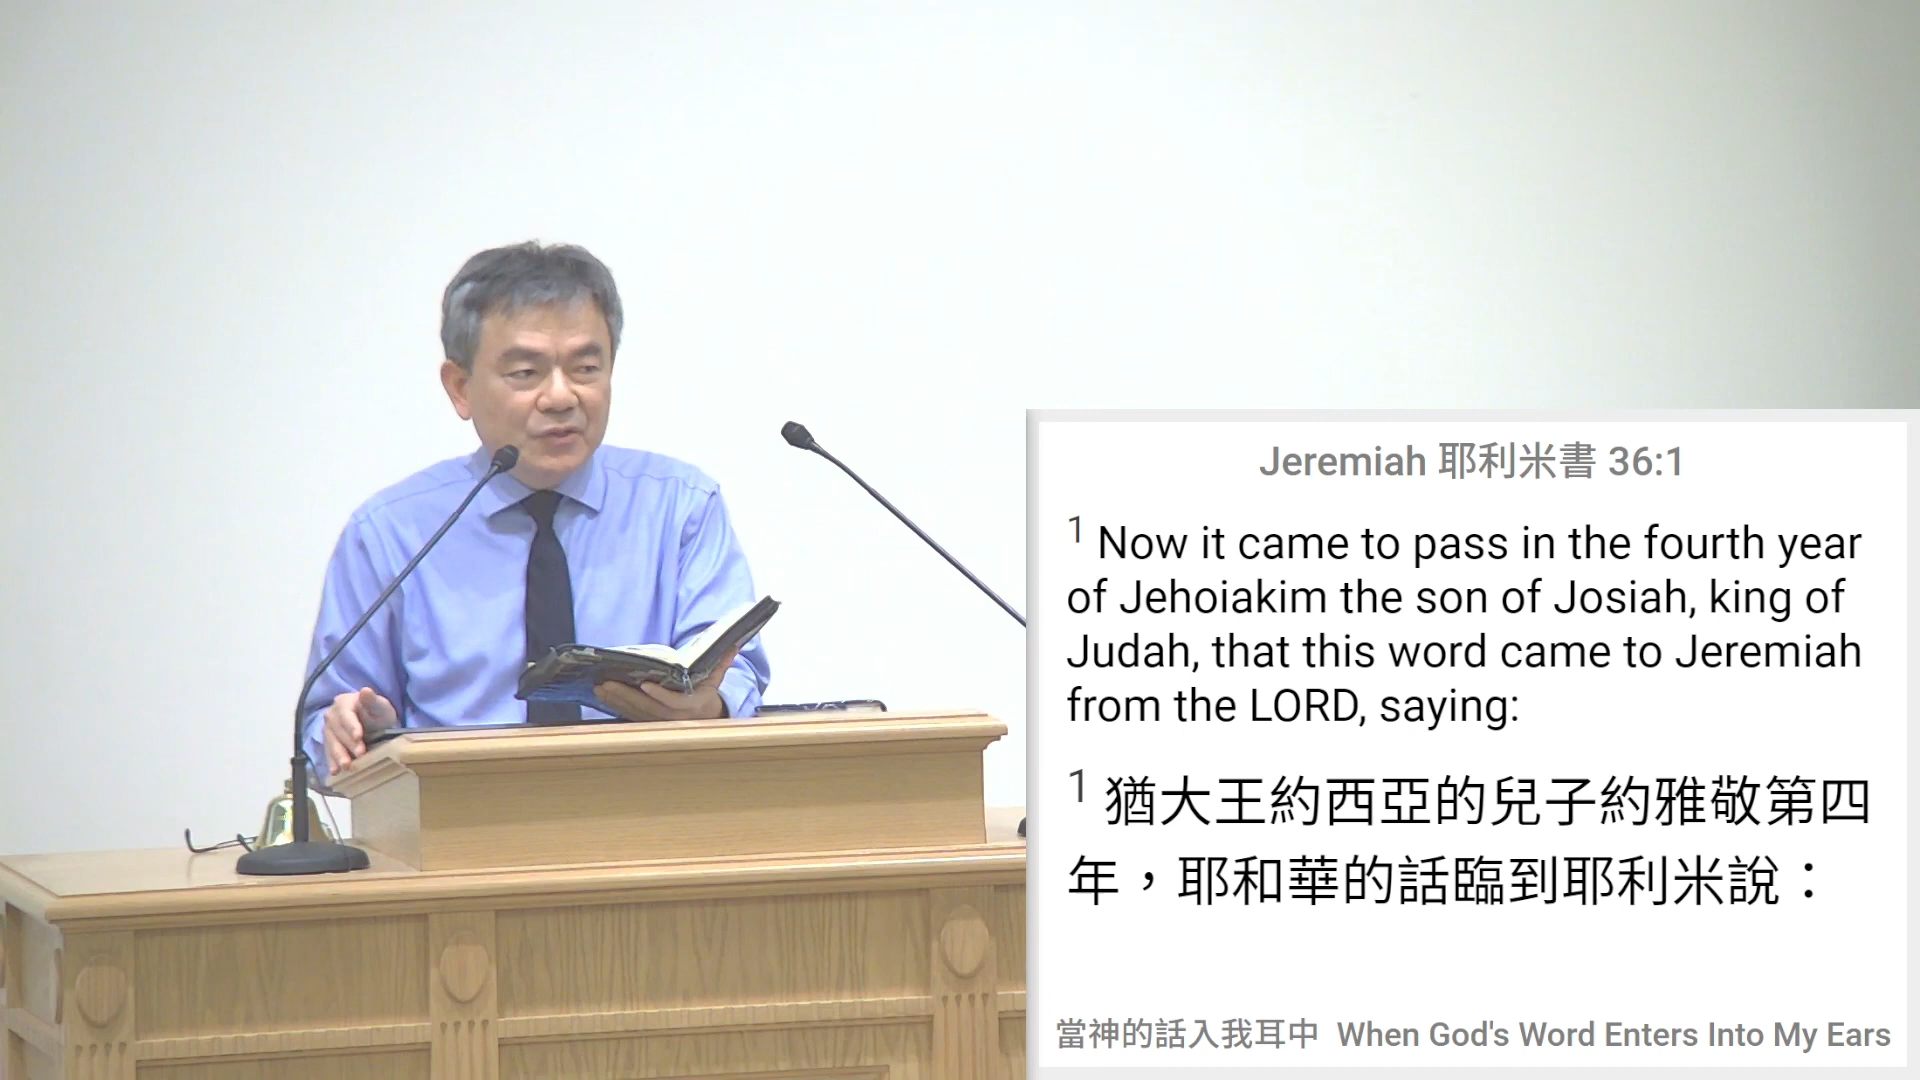 Jeremiah 耶利米書 36:1
1 Now it came to pass in the fourth year
of Jehoiakim the son of Josiah, king of
Judah, that this word came to Jeremiah
from the LORD, saying:
1 猶大王約西亞的兒子約雅敬第四
年，耶和華的話臨到耶利米說：
當神的話入我耳中 When God's Word Enters Into My Ears